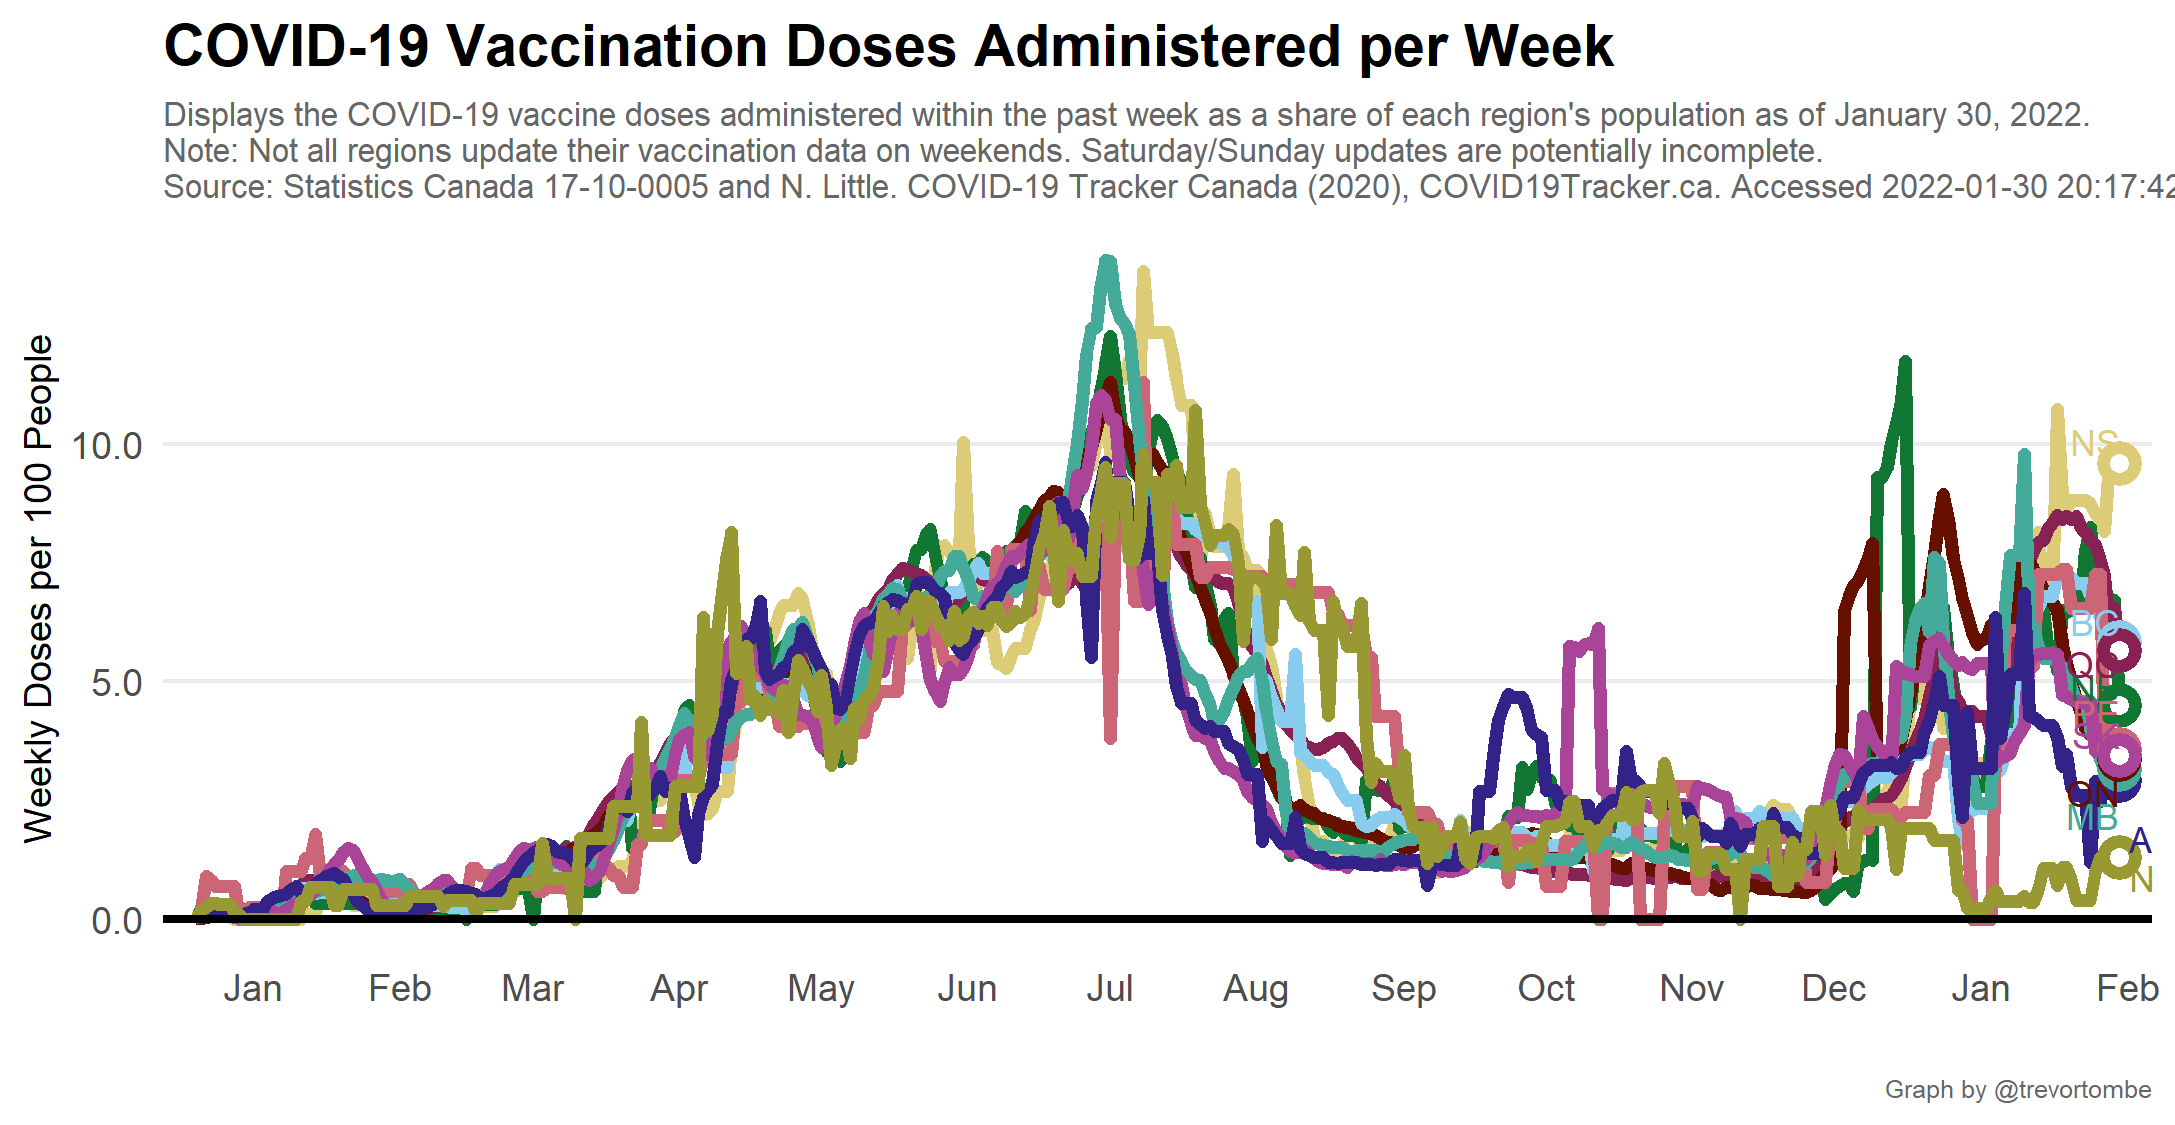 COVID-19 Vaccination Doses Administered per Week
Displays the COVID-19 vaccine doses administered within the past week as a share of each region's population as of January 30, 2022.
Note: Not all regions update their vaccination data on weekends. Saturday/Sunday updates are potentially incomplete.
Source: Statistics Canada 17-10-0005 and N. Little. COVID-19 Tracker Canada (2020), COVID19Tracker.ca. Accessed 2022-01-30 20:17:42
Weekly Doses per 100 People
10.0
5.0
0.0
NS
BC
QC
NL
PE
SK
ON
MB
A
N
Jan Feb Mar Apr May Jun Jul Aug Sep Oct Nov Dec Jan Feb
Graph by @trevortombe